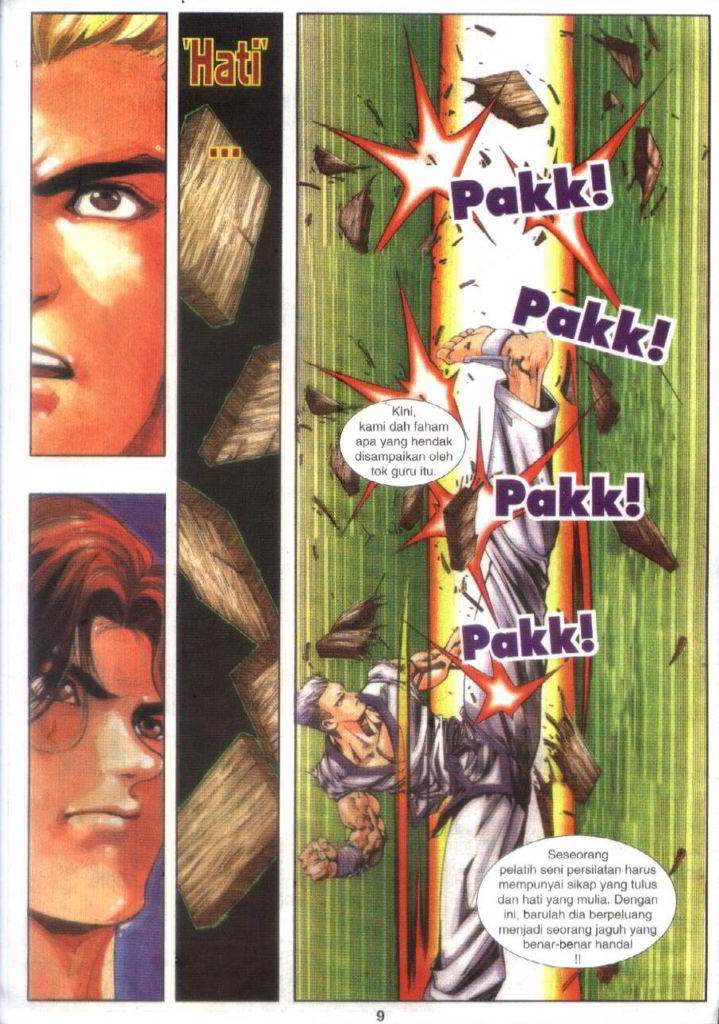 'Hati'
...
Pakk!
Pakk!
Kini,
kami dah faham
apa yang hendak
disampaikan oleh
tok guru itu.
Pakk!
Pakk!
Seseorang
pelatih seni persilatan harus
mempunyai sikap yang tulus
dan hati yang mulia. Dengan
ini, barulah dia berpeluang
menjadi seorang jaguh yang
benar-benar handal
!!
9